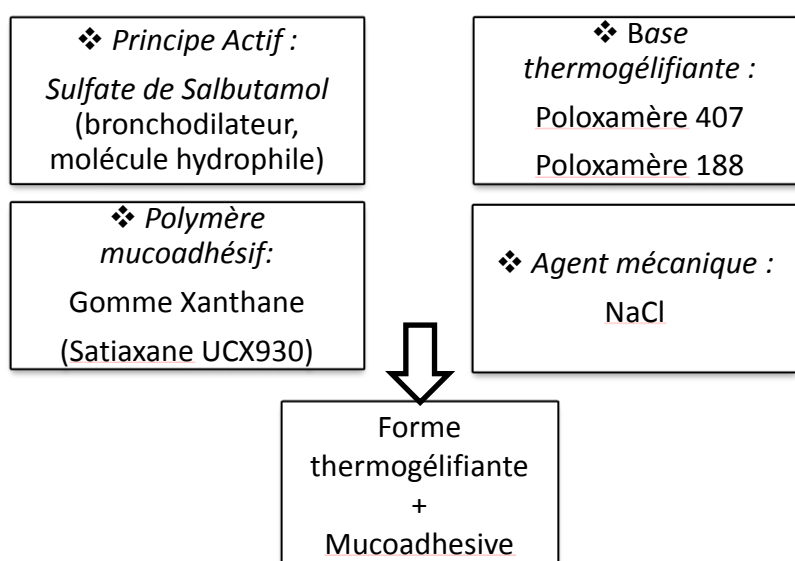 ❖ Principe Actif :
Sulfate de Salbutamol
(bronchodilateur,
molécule hydrophile)
❖ Base
thermogélifiante :
Poloxamère 407
Poloxamère 188
❖ Polymère
mucoadhésif:
Gomme Xanthane
(Satiaxane UCX930)
❖ Agent mécanique :
NaCl
Forme
thermogélifiante
+
Mucoadhesive